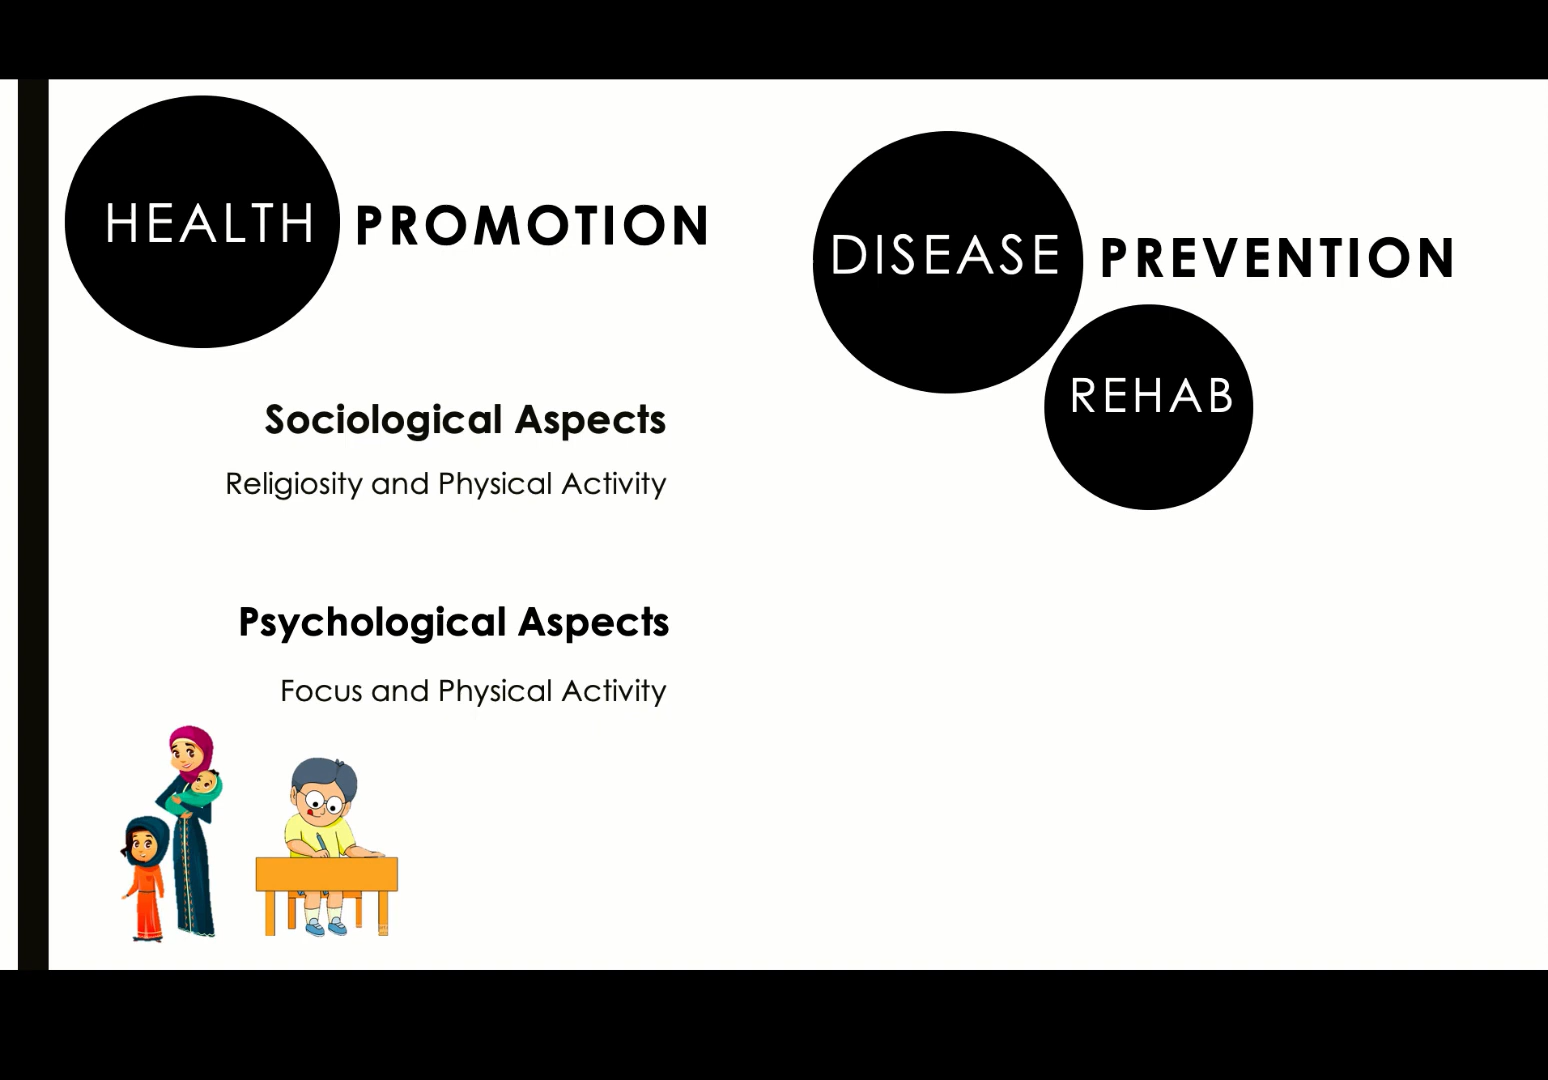 HEALTH PROMOTION
Sociological Aspects
Religiosity and Physical Activity
Psychological Aspects
Focus and Physical Activity
DISEASE PREVENTION
REHAB